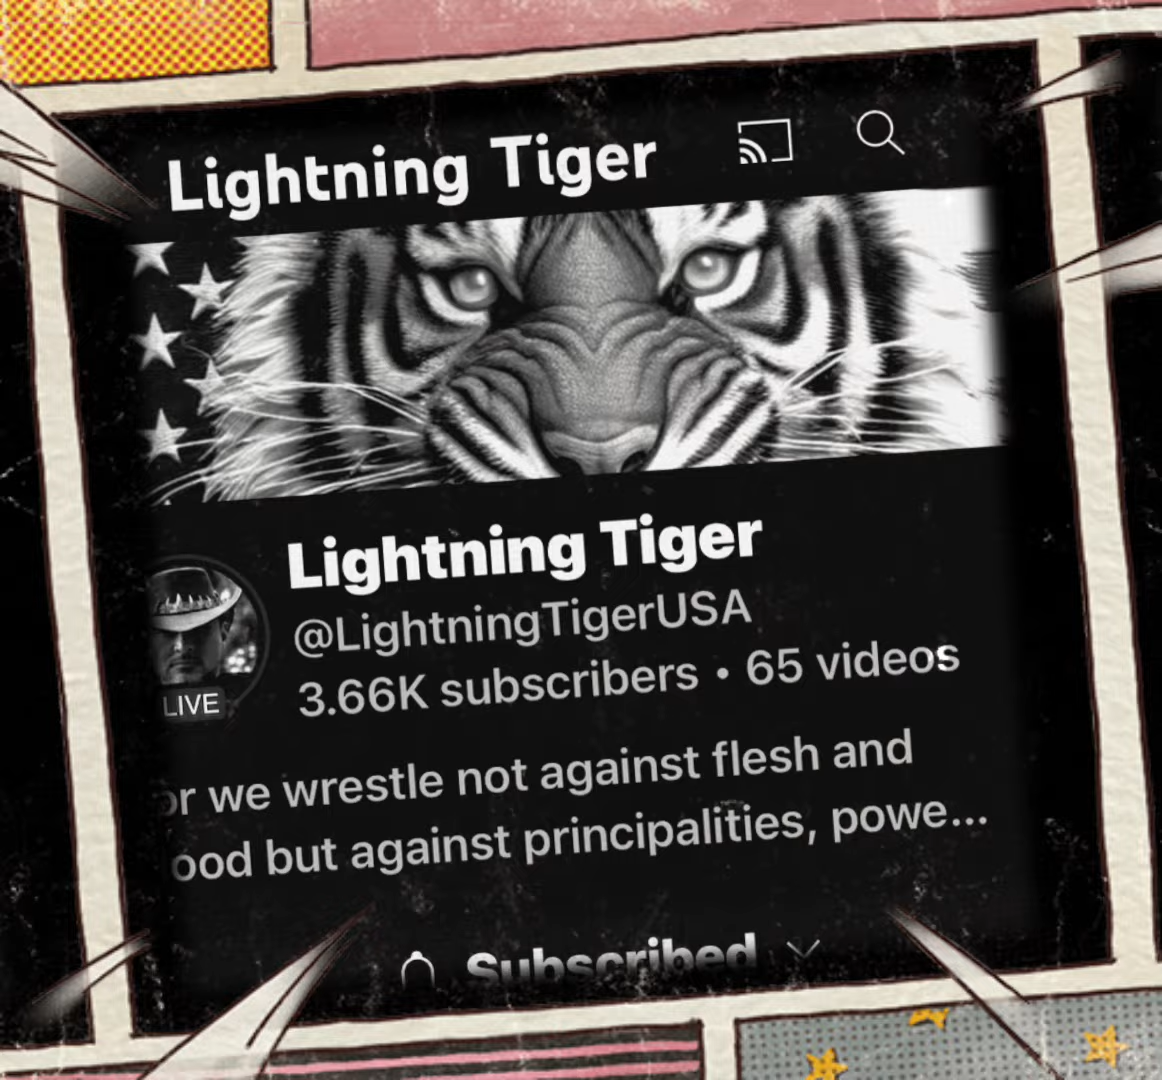 Lightning Tiger
Lightning Tiger
@LightningTigerUSA
3.66K subscribers • 65 videos
LIVE
or we wrestle not against flesh and
ood but against principalities, powe...
Subscribed